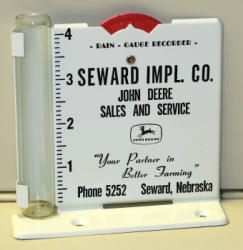 - RAIN - GAUGE RECORDER -
4
3
2
1
SEWARD IMPL. CO.
JOHN DEERE
SALES AND SERVICE
JOHN DEERE
"Your Partner in
Better Farming"
Phone 5252 Seward, Nebraska